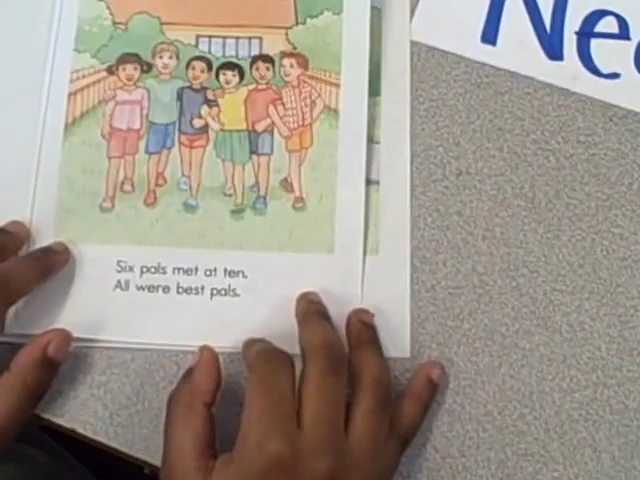 Six pals met at ten.
All were best pals.